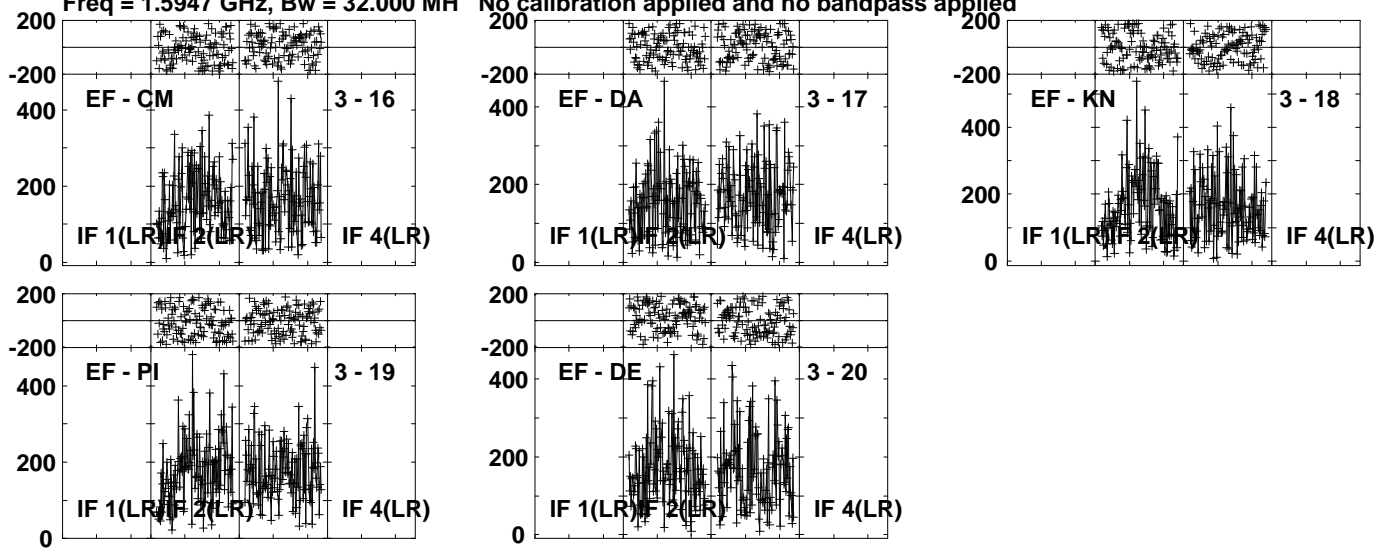 Freq = 1.5947 GHz, Bw = 32.000 MH No calibration applied and no bandpass applied
200
-200
EF - CM 3 - 16
400
200
IF 1(LR) IF 2(LR) IF 4(LR)
0
200
-200
EF - DA 3 - 17
400
200
IF 1(LR) IF 2(LR) IF 4(LR)
0
200
-200
EF - KN 3 - 18
400
200
IF 1(LR) IF 2(LR) IF 4(LR)
0
200
-200
EF - PI 3 - 19
400
200
IF 1(LR) IF 2(LR) IF 4(LR)
0
200
-200
EF - DE 3 - 20
400
200
IF 1(LR) IF 2(LR) IF 4(LR)
0